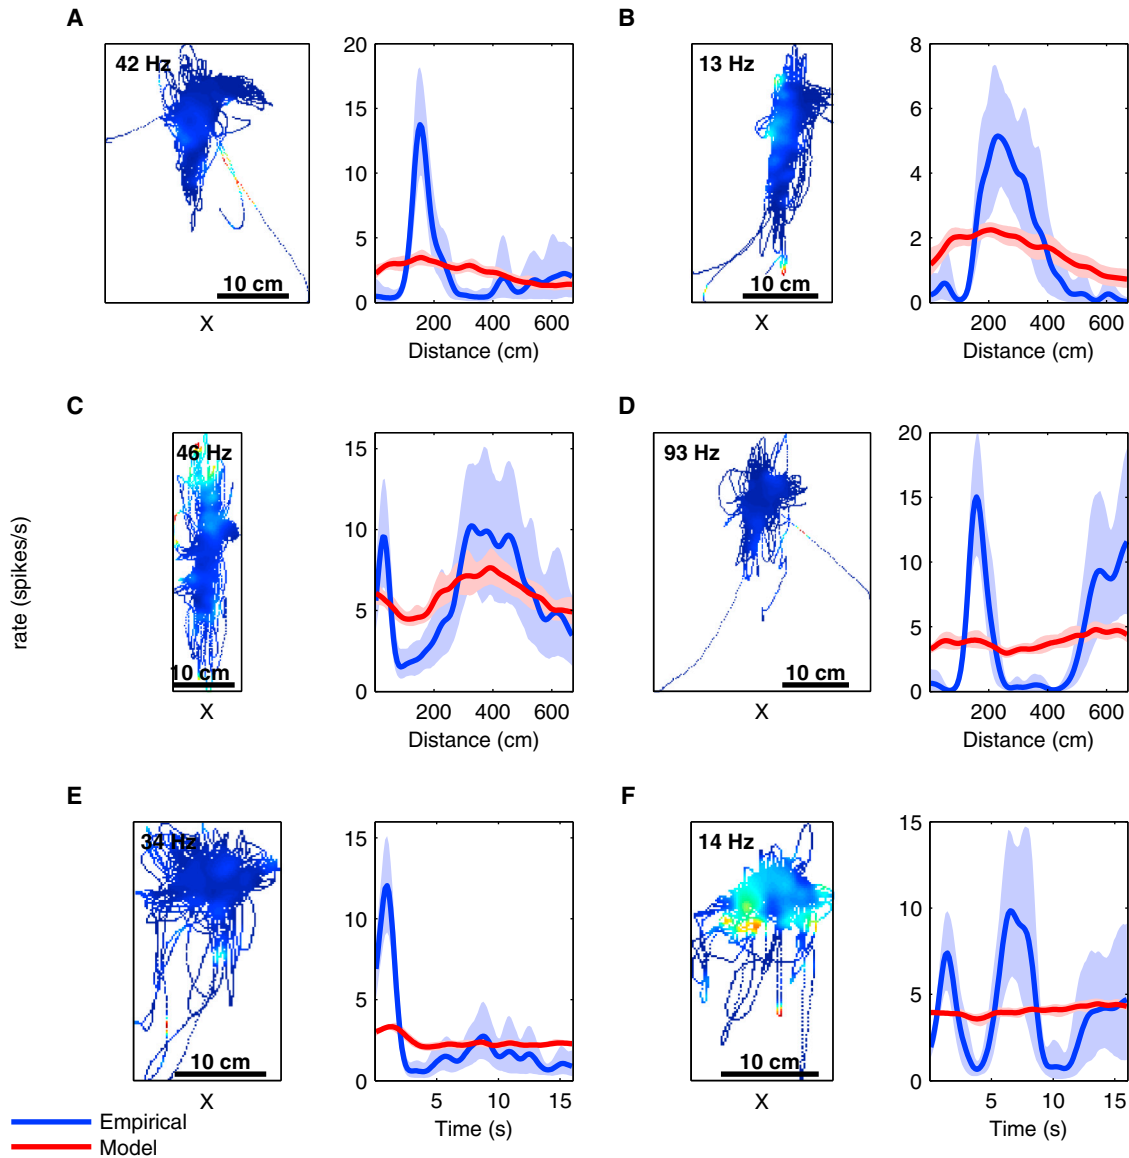 A
B
42 Hz
20
15
10
5
0
10 cm
X
200 400 600
Distance (cm)
13 Hz
8
6
4
2
0
10 cm
X
200 400 600
Distance (cm)
C
D
rate (spikes/s)
46 Hz
15
10
5
0
10 cm
X
200 400 600
Distance (cm)
93 Hz
20
15
10
5
0
10 cm
X
200 400 600
Distance (cm)
E
F
34 Hz
15
10
5
0
10 cm
X
5 10 15
Time (s)
14 Hz
15
10
5
0
10 cm
X
5 10 15
Time (s)
Empirical
Model